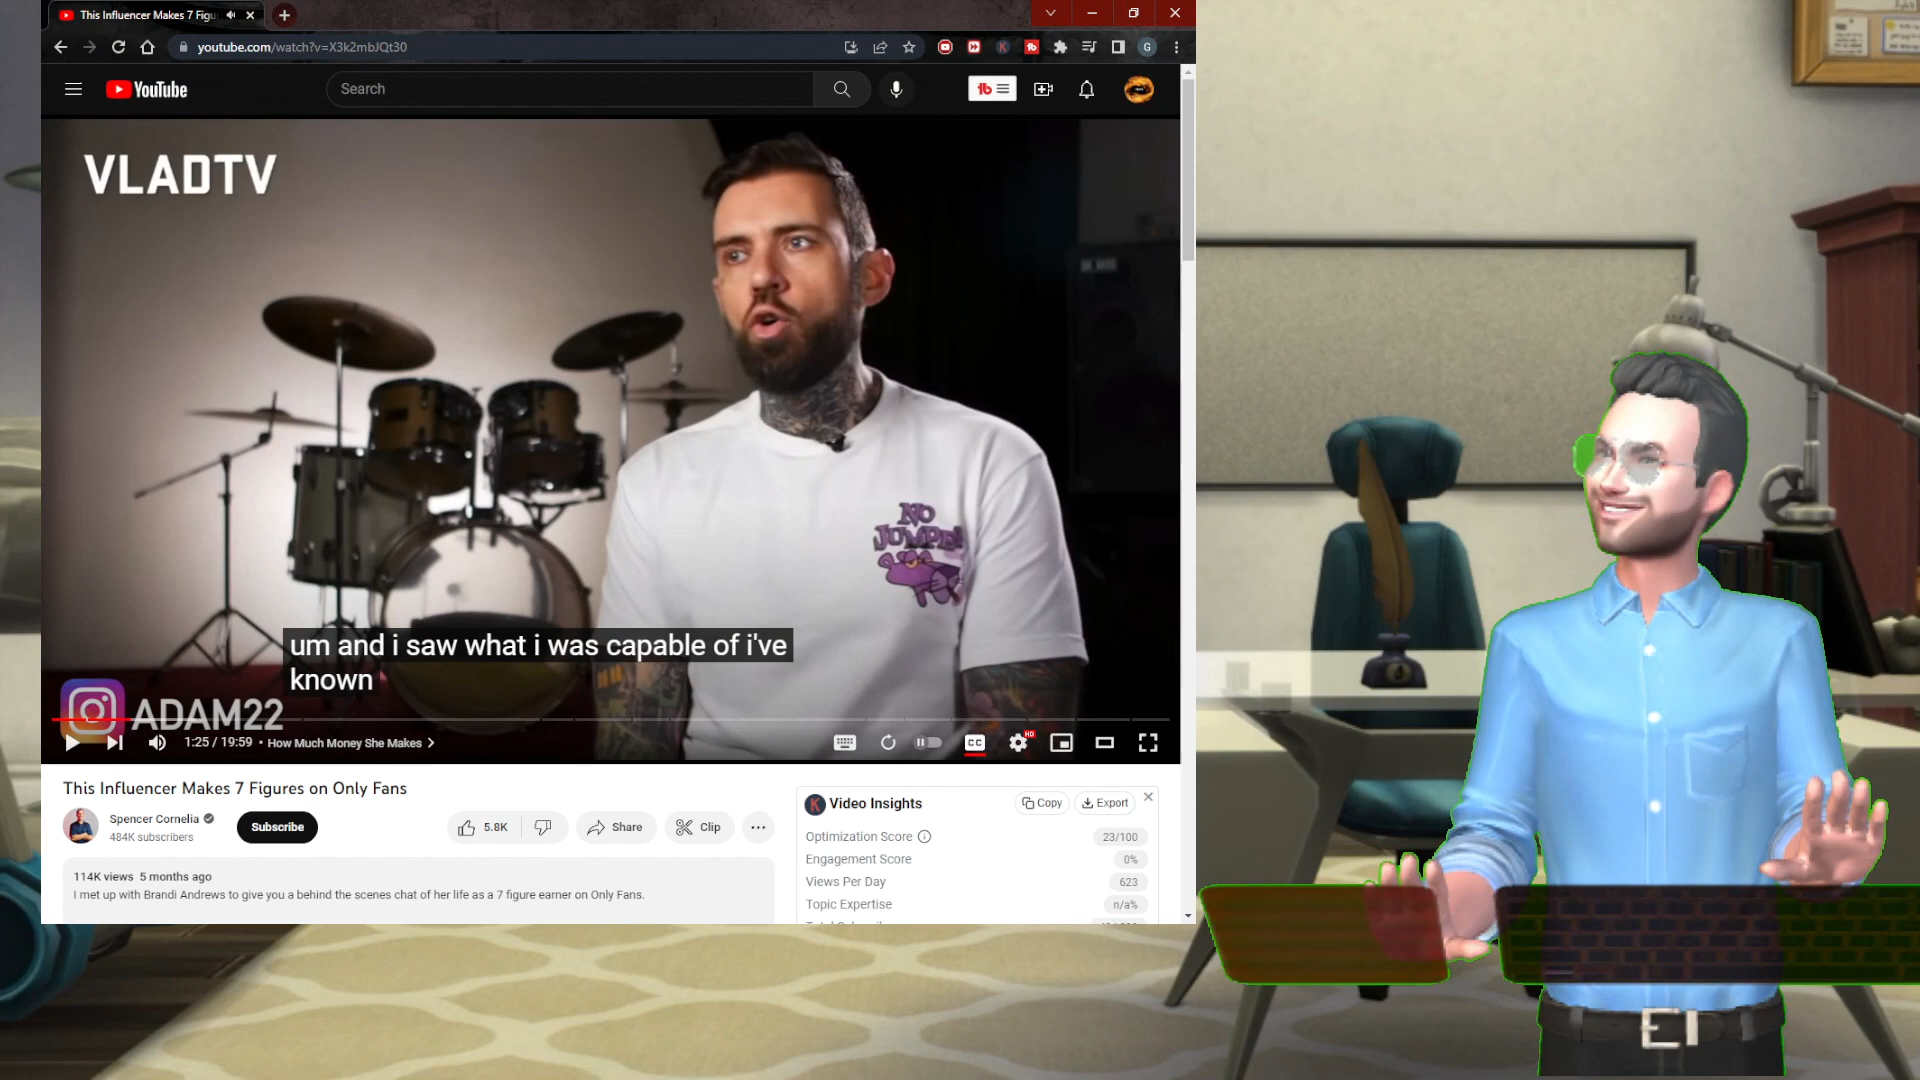 This Influencer Makes 7 Figu
youtube.com/watch?v=X3k2mbJQt30
G
YouTube
Search
VLADTV
NO
JUMPER
um and i saw what i was capable of i've
known
ADAM22
1:25 / 19:59 • How Much Money She Makes
CC
HD
This Influencer Makes 7 Figures on Only Fans
Spencer Cornelia
484K subscribers
Subscribe
5.8K
Share
Clip
114K views 5 months ago
I met up with Brandi Andrews to give you a behind the scenes chat of her life as a 7 figure earner on Only Fans.
K Video Insights
Copy
Export
Optimization Score 23/100
Engagement Score 0%
Views Per Day 623
Topic Expertise n/a%